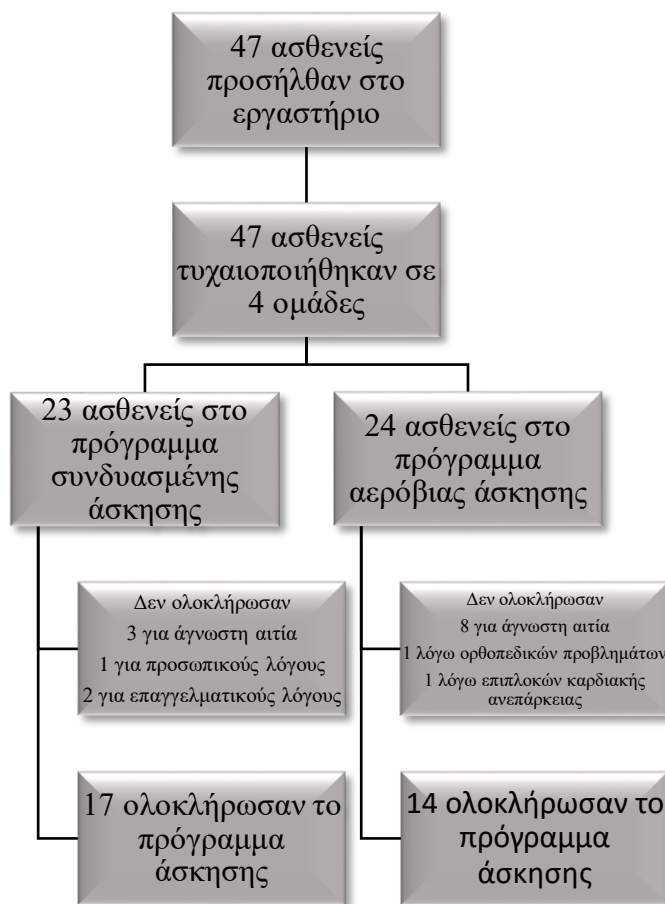 47 ασθενείς
προσήλθαν στο
εργαστήριο
47 ασθενείς
τυχαιοποιήθηκαν σε
4 ομάδες
23 ασθενείς στο
πρόγραμμα
συνδυασμένης
άσκησης
24 ασθενείς στο
πρόγραμμα
αερόβιας άσκησης
Δεν ολοκλήρωσαν
3 για άγνωστη αιτία
1 για προσωπικούς λόγους
2 για επαγγελματικούς λόγους
Δεν ολοκλήρωσαν
8 για άγνωστη αιτία
1 λόγω ορθοπεδικών προβλημάτων
1 λόγω επιπλοκών καρδιακής
ανεπάρκειας
17 ολοκλήρωσαν το
πρόγραμμα
άσκησης
14 ολοκλήρωσαν το
πρόγραμμα
άσκησης